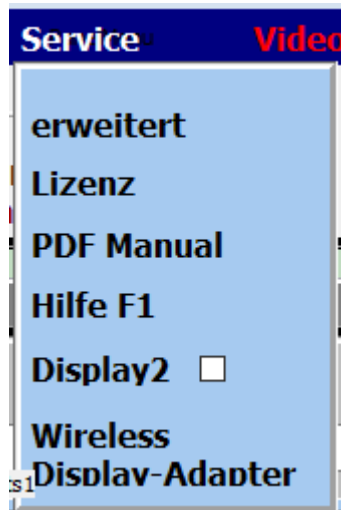 Service Video
erweitert
Lizenz
PDF Manual
Hilfe F1
Display2
Wireless
Display-Adapter